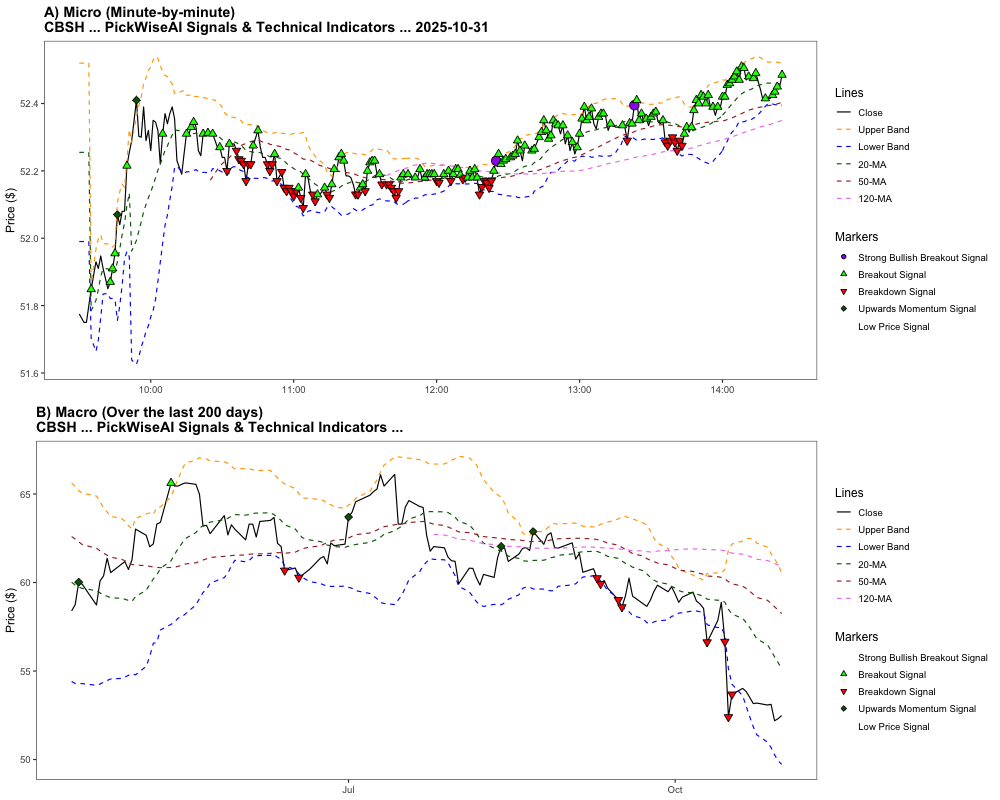 A) Micro (Minute-by-minute)
CBSH ... PickWiseAI Signals & Technical Indicators ... 2025-10-31
Price ($)
52.4
52.2
52.0
51.8
51.6
10:00
11:00
12:00
13:00
14:00
Lines
Close
Upper Band
Lower Band
20-MA
50-MA
120-MA
Markers
Strong Bullish Breakout Signal
Breakout Signal
Breakdown Signal
Upwards Momentum Signal
Low Price Signal
B) Macro (Over the last 200 days)
CBSH ... PickWiseAI Signals & Technical Indicators ...
Price ($)
65
60
55
50
Jul
Oct
Lines
Close
Upper Band
Lower Band
20-MA
50-MA
120-MA
Markers
Strong Bullish Breakout Signal
Breakout Signal
Breakdown Signal
Upwards Momentum Signal
Low Price Signal